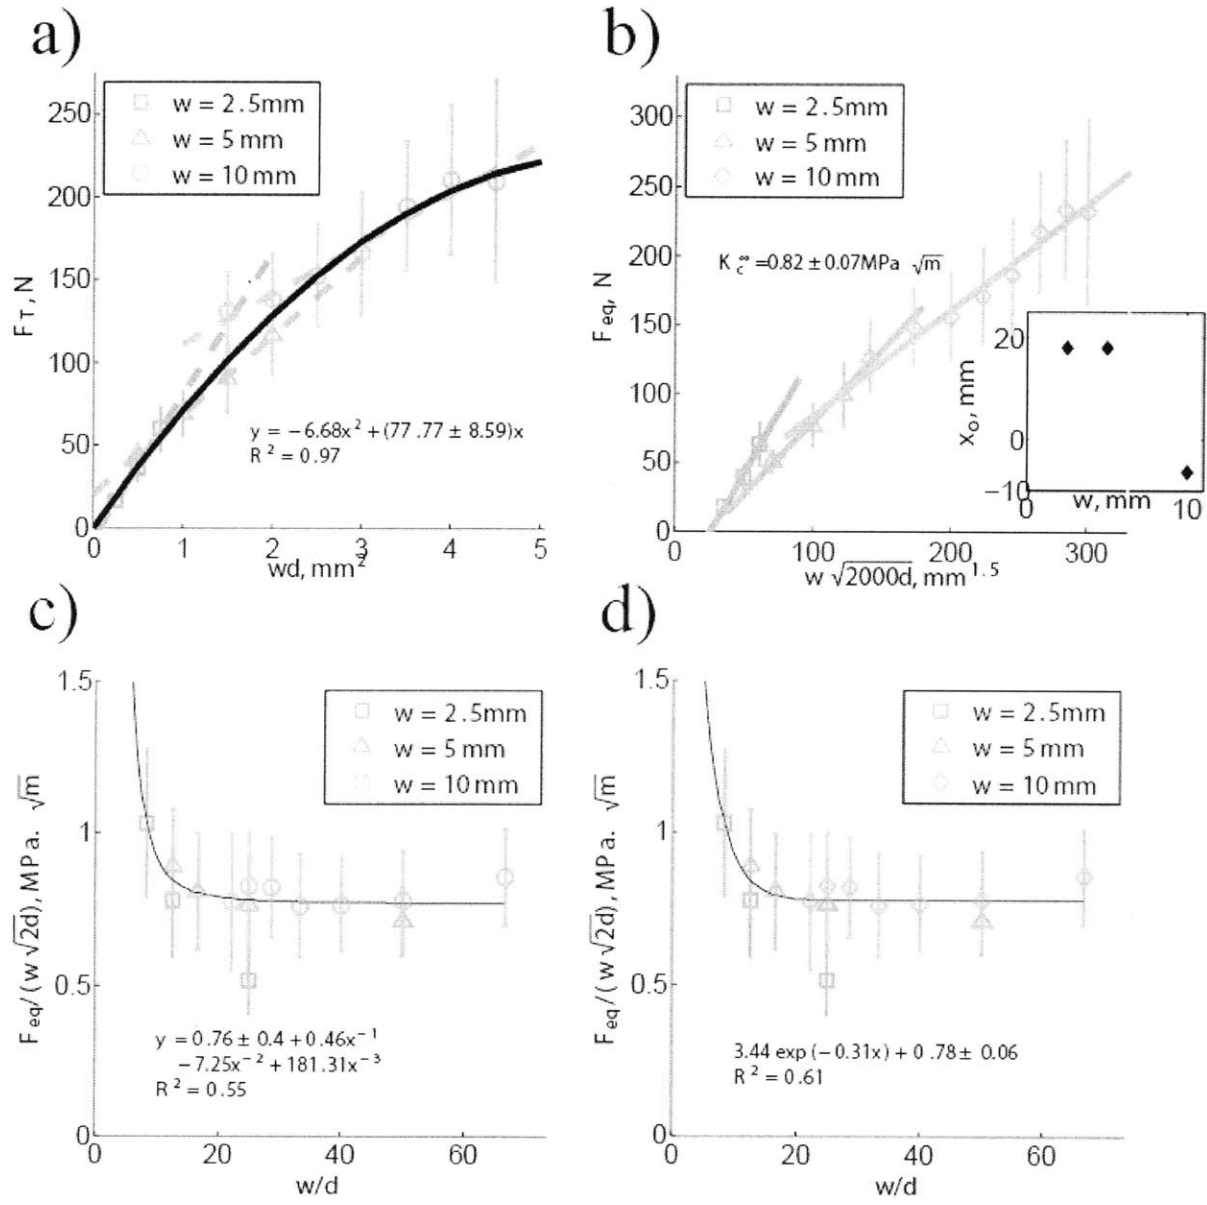 a)
w = 2.5mm
w = 5 mm
w = 10 mm
250
200
150
100
50
0
F_T, N
y = −6.68x² + (77.77 ± 8.59)x
R² = 0.97
0 1 2 3 4 5
wd, mm²
b)
w = 2.5mm
w = 5 mm
w = 10 mm
300
250
200
150
100
50
0
F_eq, N
K_c^∞ =0.82 ± 0.07MPa √m
20
0
−10
x_o, mm
0 10
w, mm
0 100 200 300
w √2000d, mm^1.5
c)
w = 2.5mm
w = 5 mm
w = 10 mm
1.5
1
0.5
0
F_eq/(w √2d), MPa. √m
y = 0.76 ± 0.4 + 0.46x⁻¹
−7.25x⁻² + 181.31x⁻³
R² = 0.55
0 20 40 60
w/d
d)
w = 2.5mm
w = 5 mm
w = 10 mm
1.5
1
0.5
0
F_eq/(w √2d), MPa. √m
3.44 exp (−0.31x) + 0.78 ± 0.06
R² = 0.61
0 20 40 60
w/d